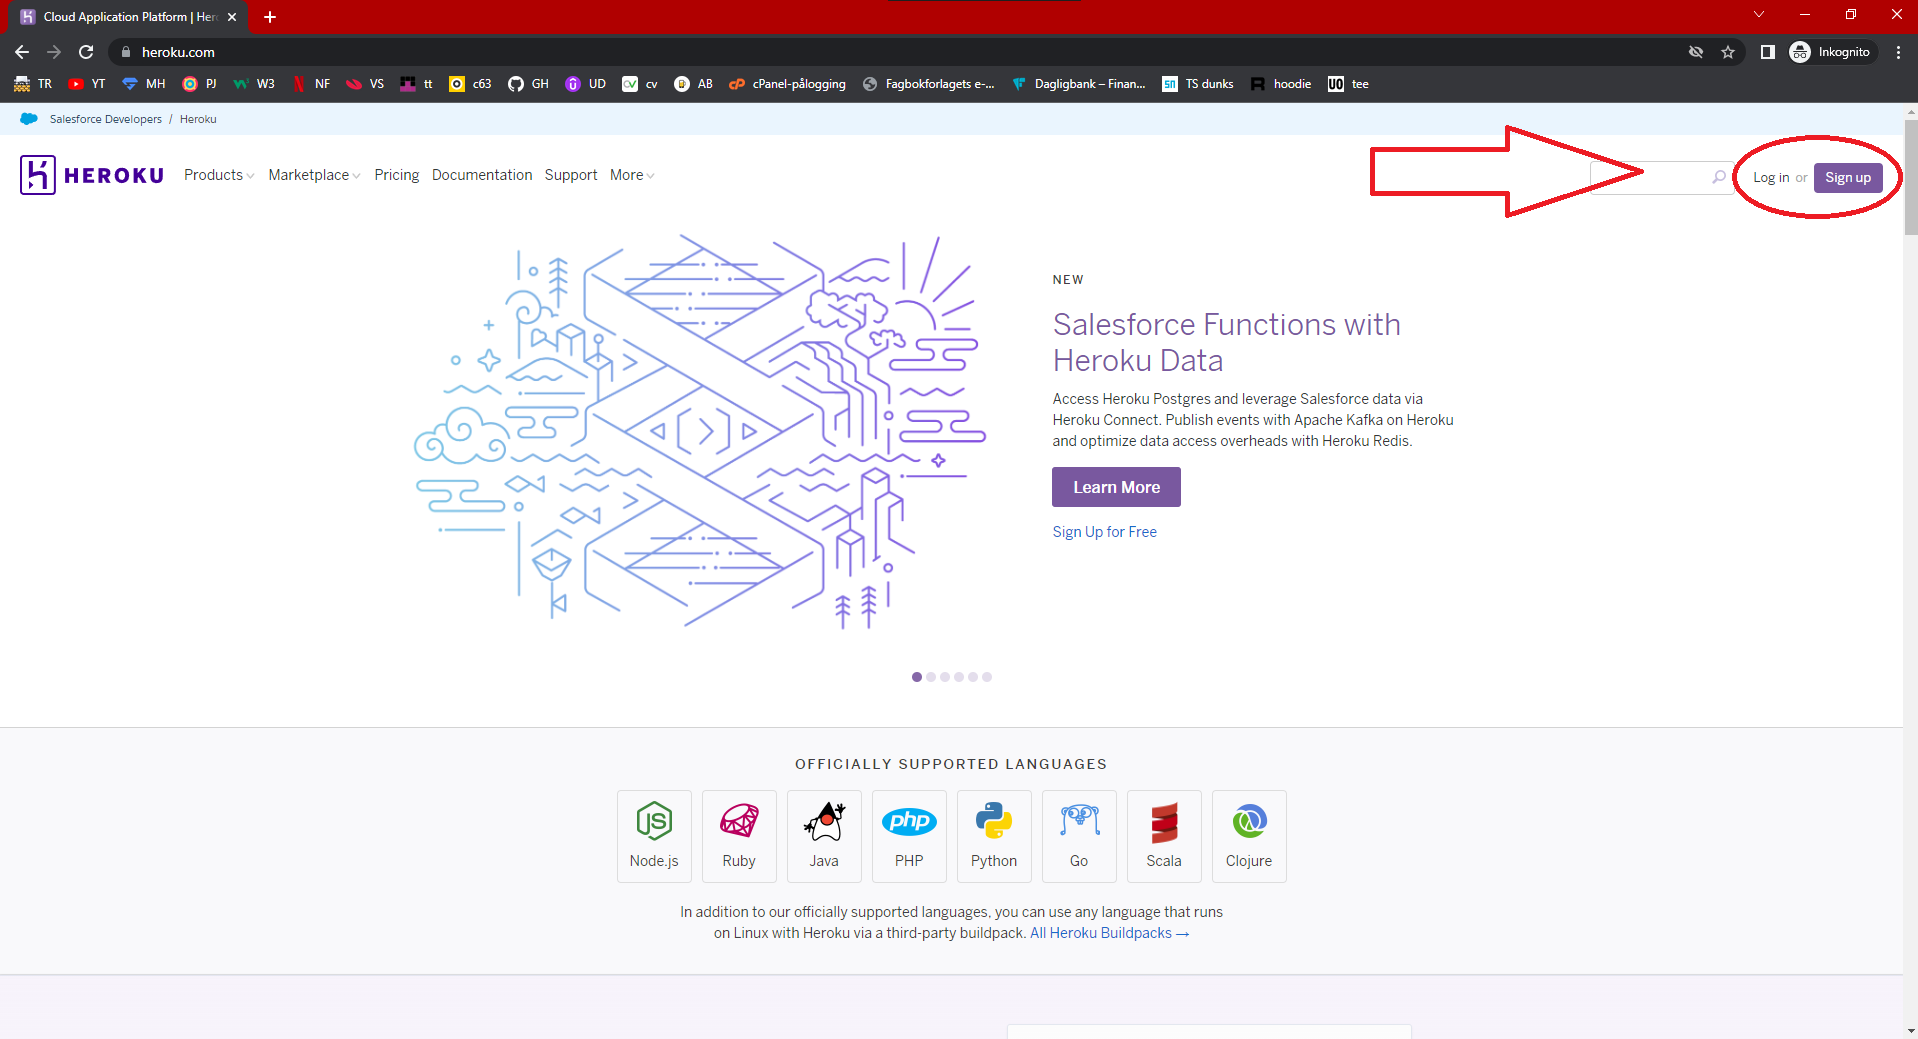 Cloud Application Platform | Her
heroku.com
Inkognito
TR YT MH PJ W3 NF VS tt c63 GH UD cv AB cPanel-pålogging Fagbokforlagets e-... Dagligbank – Finan... TS dunks hoodie tee
Salesforce Developers / Heroku
HEROKU Products Marketplace Pricing Documentation Support More Log in or Sign up
NEW
Salesforce Functions with
Heroku Data
Access Heroku Postgres and leverage Salesforce data via
Heroku Connect. Publish events with Apache Kafka on Heroku
and optimize data access overheads with Heroku Redis.
Learn More
Sign Up for Free
OFFICIALLY SUPPORTED LANGUAGES
Node.js Ruby Java PHP Python Go Scala Clojure
In addition to our officially supported languages, you can use any language that runs
on Linux with Heroku via a third-party buildpack. All Heroku Buildpacks →